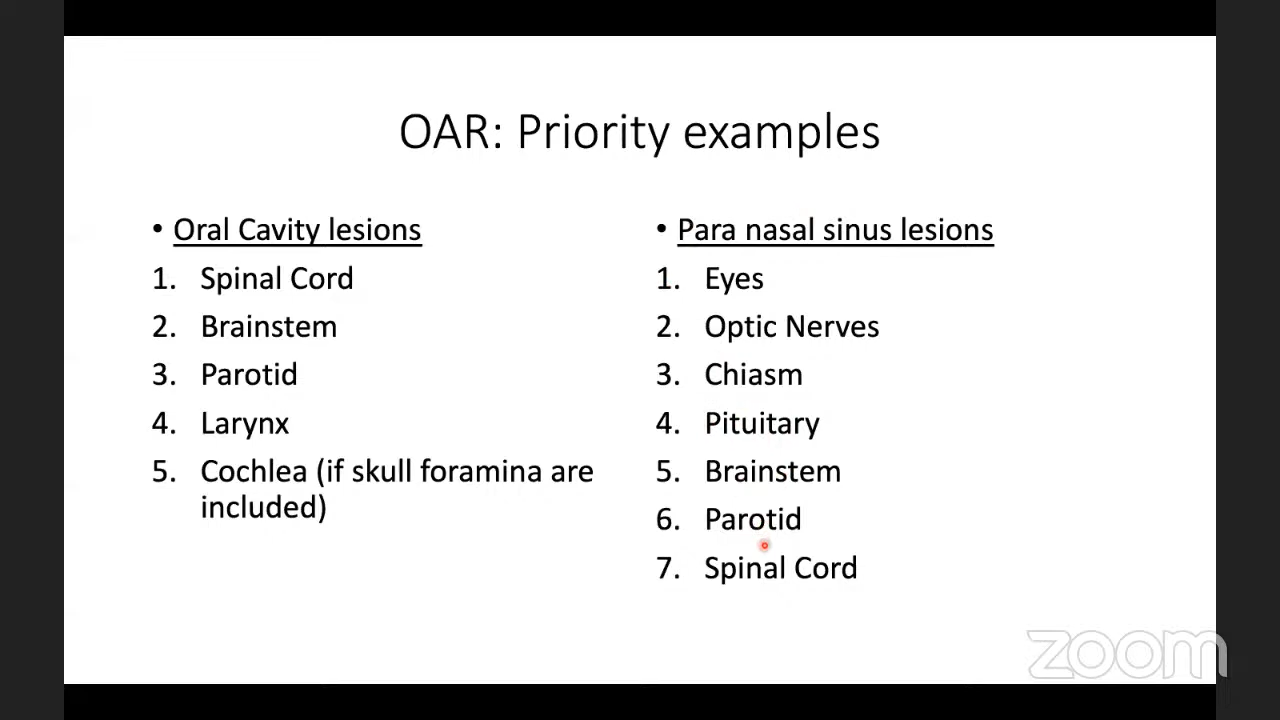 OAR: Priority examples
• Oral Cavity lesions
1. Spinal Cord
2. Brainstem
3. Parotid
4. Larynx
5. Cochlea (if skull foramina are
included)
• Para nasal sinus lesions
1. Eyes
2. Optic Nerves
3. Chiasm
4. Pituitary
5. Brainstem
6. Parotid
7. Spinal Cord
zoom